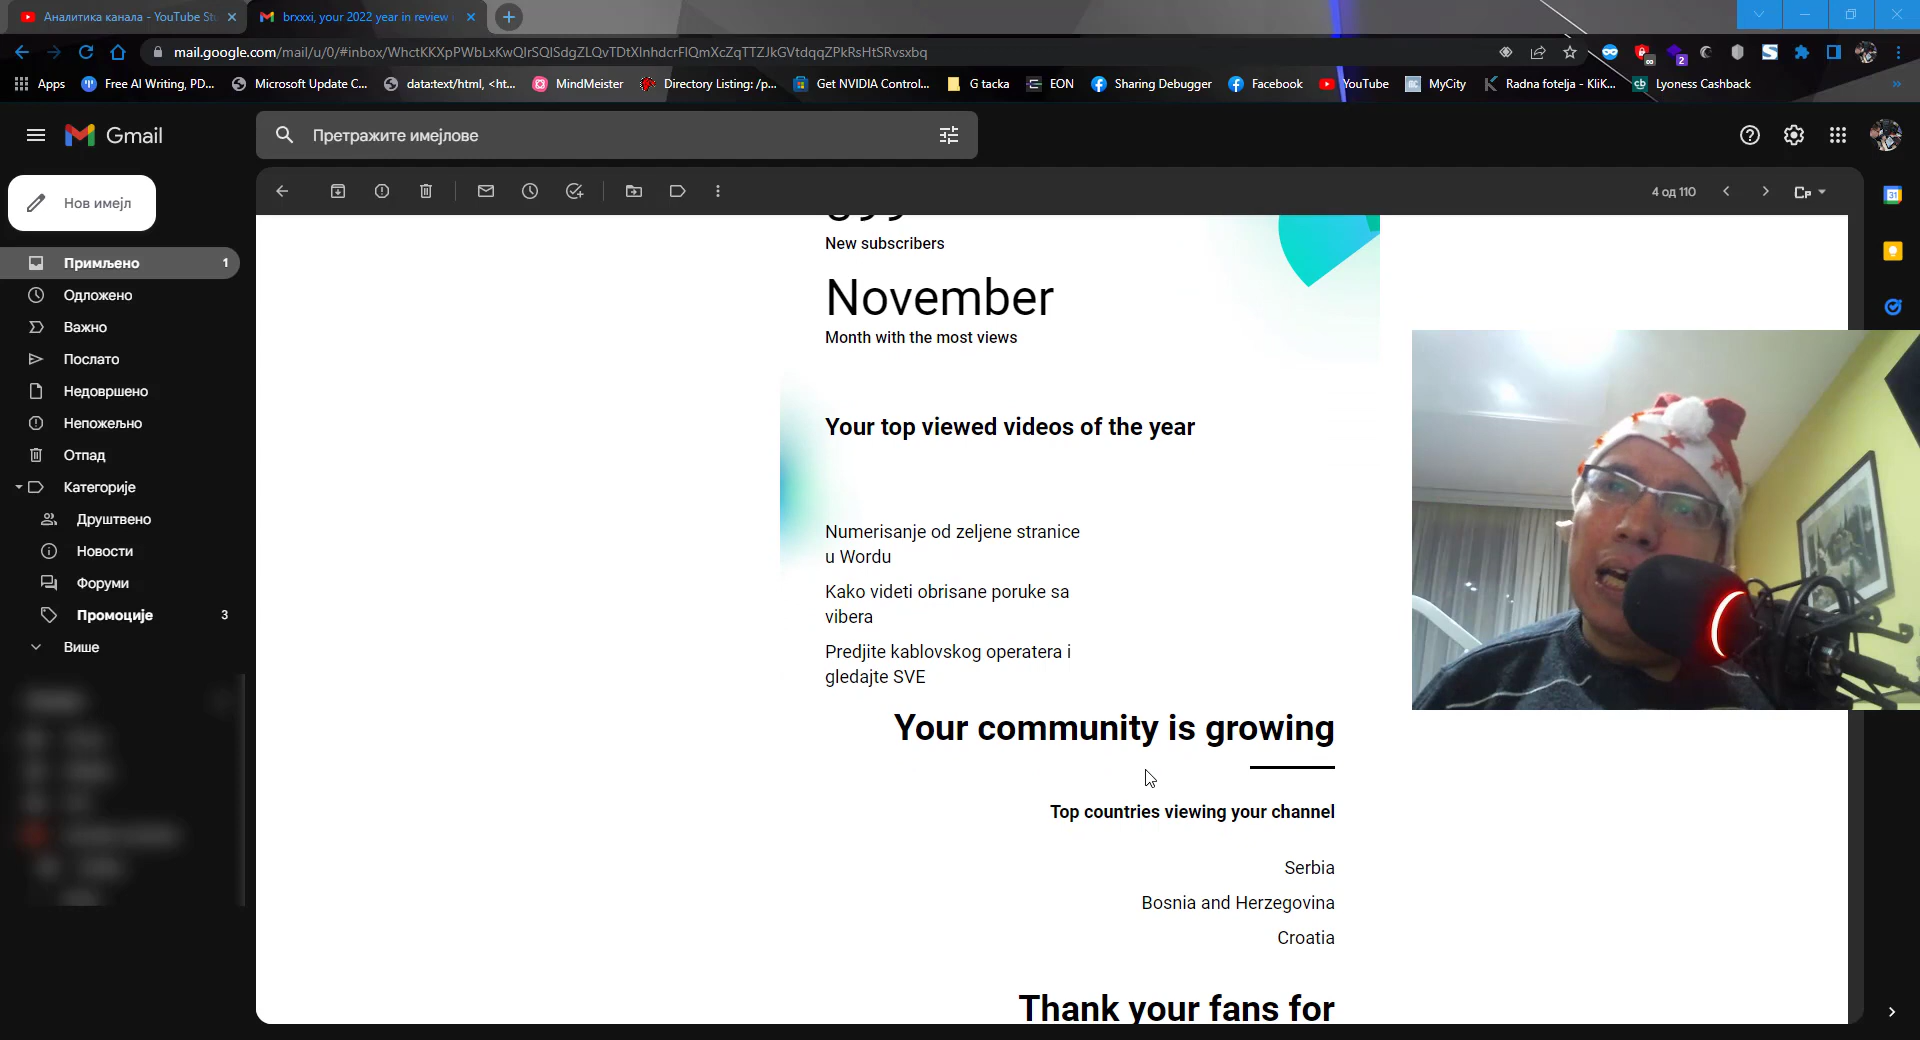 Аналитика канала - YouTube St
brxxxi, your 2022 year in review
mail.google.com/mail/u/0/#inbox/WhctKKXpPWbLxKwQlrSQlSdgZLQvTDtXlnhdcrFlQmXcZqTTZJkGVtdqqZPkRsHtSRvsxbq
Apps
Free AI Writing, PD...
Microsoft Update C...
data:text/html, <ht...
MindMeister
Directory Listing: /p...
Get NVIDIA Control...
G tacka
EON
Sharing Debugger
Facebook
YouTube
MyCity
Radna fotelja - KliK...
Lyoness Cashback
Gmail
Претражите имејлове
Нов имејл
4 од 110
Ср
Примљено 1
Одложено
Важно
Послато
Недовршено
Непожељно
Отпад
Категорије
Друштвено
Новости
Форуми
Промоције 3
Више
New subscribers
November
Month with the most views
Your top viewed videos of the year
Numerisanje od zeljene stranice
u Wordu
Kako videti obrisane poruke sa
vibera
Predjite kablovskog operatera i
gledajte SVE
Your community is growing
Top countries viewing your channel
Serbia
Bosnia and Herzegovina
Croatia
Thank your fans for